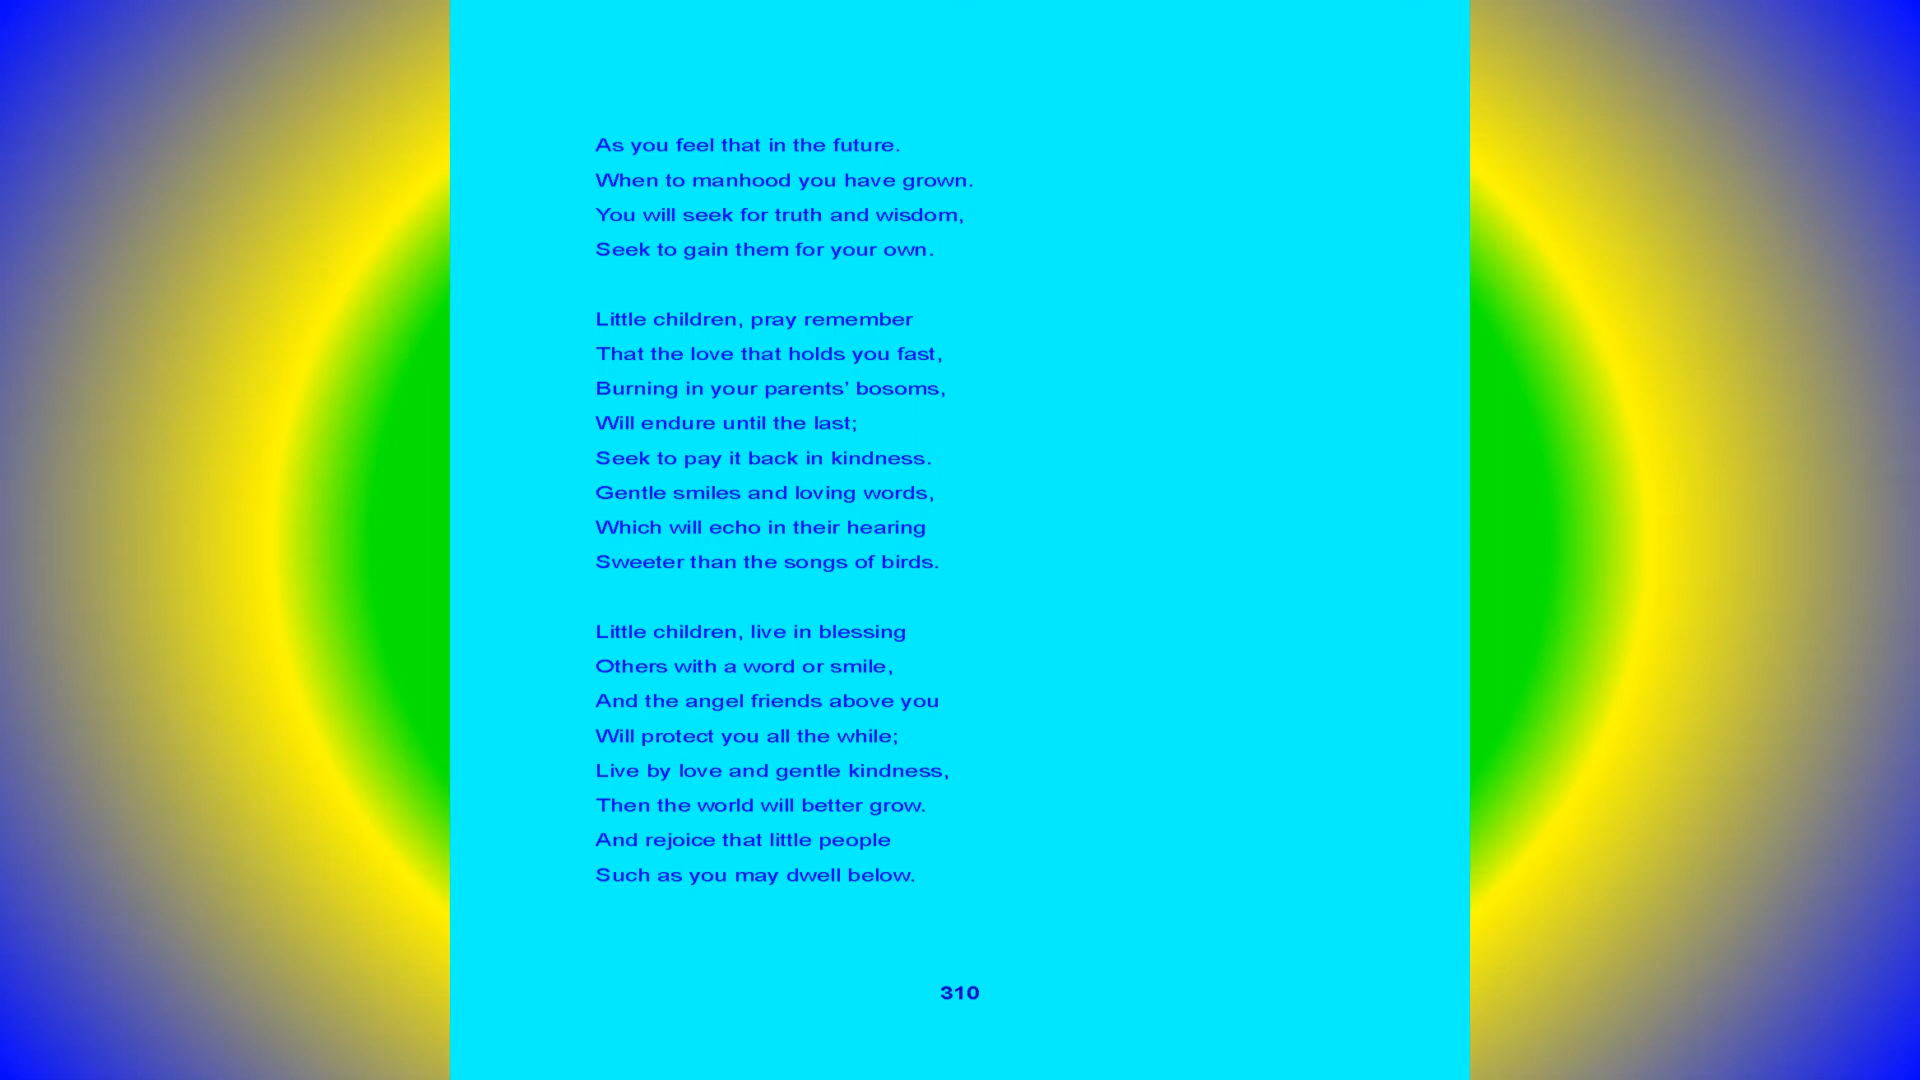 As you feel that in the future.
When to manhood you have grown.
You will seek for truth and wisdom,
Seek to gain them for your own.
Little children, pray remember
That the love that holds you fast,
Burning in your parents’ bosoms,
Will endure until the last;
Seek to pay it back in kindness.
Gentle smiles and loving words,
Which will echo in their hearing
Sweeter than the songs of birds.
Little children, live in blessing
Others with a word or smile,
And the angel friends above you
Will protect you all the while;
Live by love and gentle kindness,
Then the world will better grow.
And rejoice that little people
Such as you may dwell below.
310